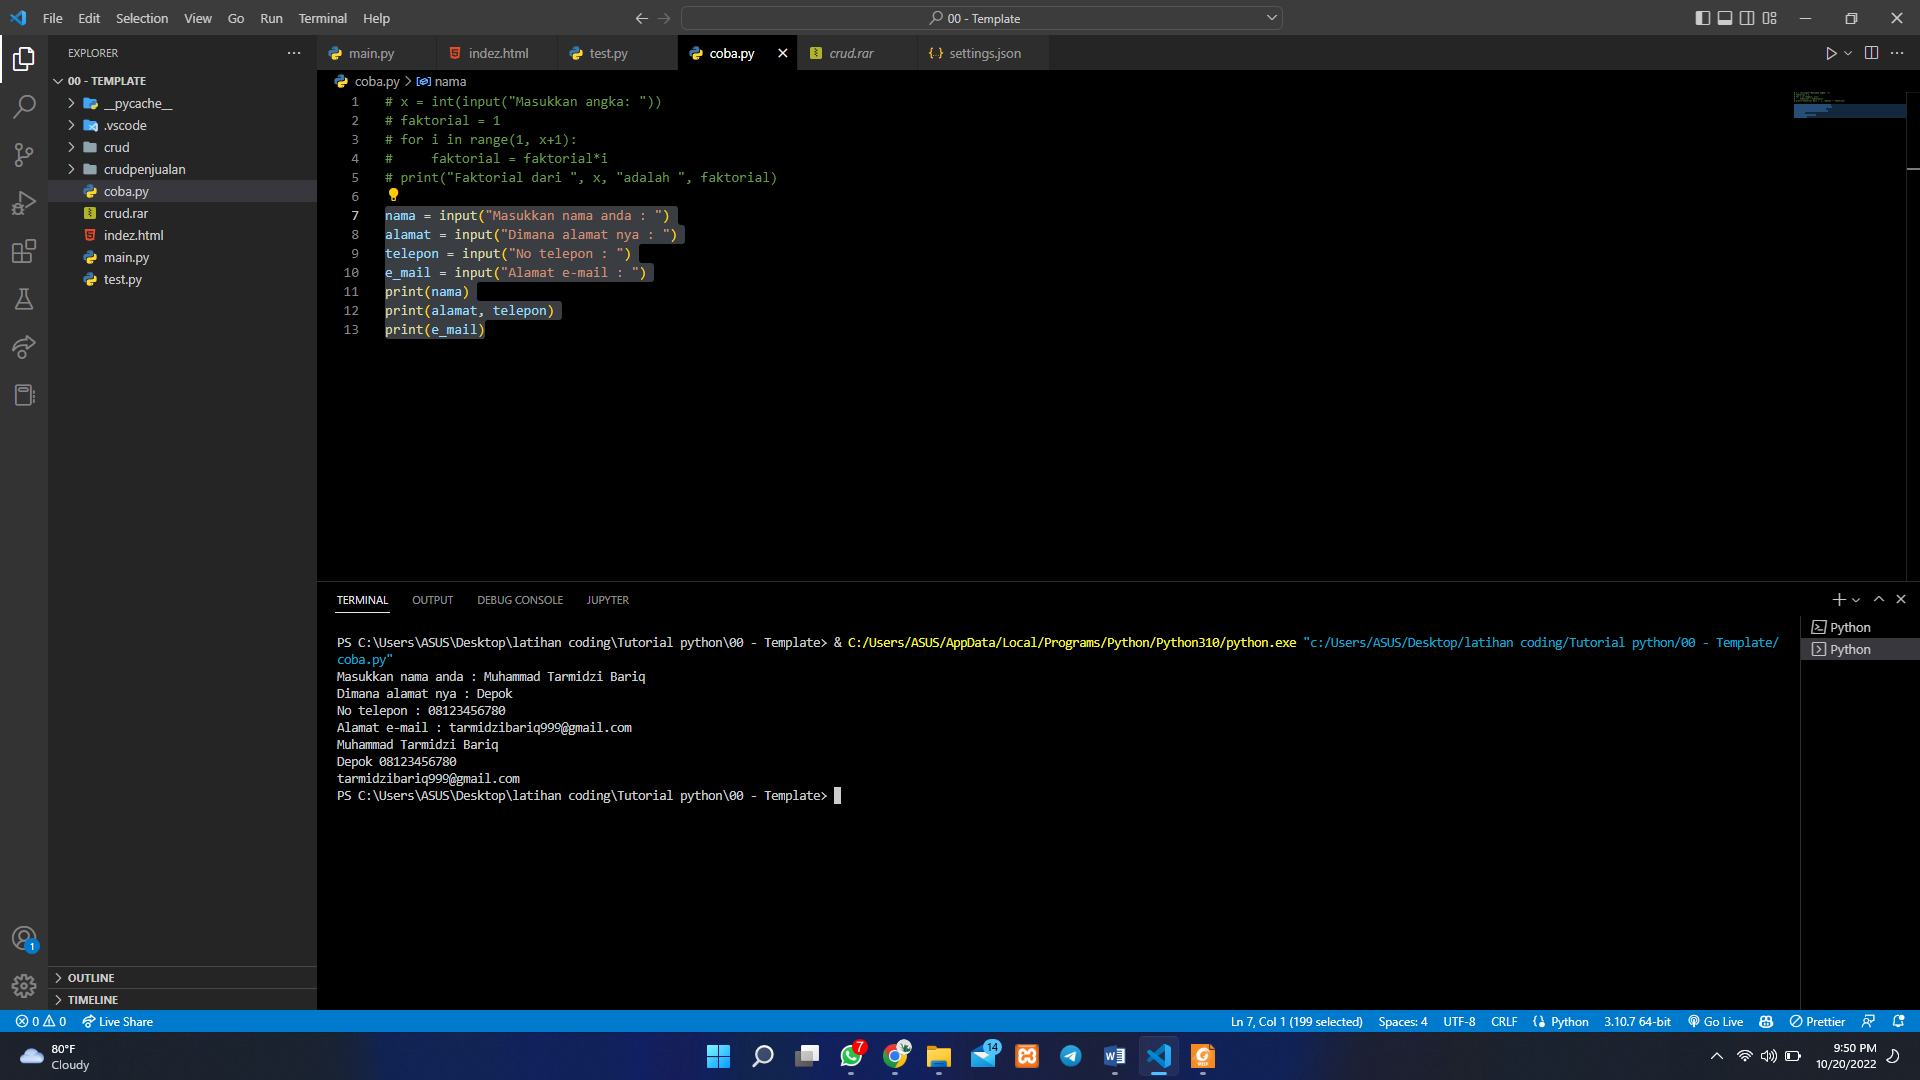 File Edit Selection View Go Run Terminal Help
00 - Template
EXPLORER
main.py
indez.html
test.py
coba.py
crud.rar
settings.json
00 - TEMPLATE
__pycache__
.vscode
crud
crudpenjualan
coba.py
crud.rar
indez.html
main.py
test.py
coba.py > nama
1 # x = int(input("Masukkan angka: "))
2 # faktorial = 1
3 # for i in range(1, x+1):
4 #     faktorial = faktorial*i
5 # print("Faktorial dari ", x, "adalah ", faktorial)
6
7 nama = input("Masukkan nama anda : ")
8 alamat = input("Dimana alamat nya : ")
9 telepon = input("No telepon : ")
10 e_mail = input("Alamat e-mail : ")
11 print(nama)
12 print(alamat, telepon)
13 print(e_mail)
TERMINAL OUTPUT DEBUG CONSOLE JUPYTER
PS C:\Users\ASUS\Desktop\latihan coding\Tutorial python\00 - Template> & C:/Users/ASUS/AppData/Local/Programs/Python/Python310/python.exe "c:/Users/ASUS/Desktop/latihan coding/Tutorial python/00 - Template/
coba.py"
Masukkan nama anda : Muhammad Tarmidzi Bariq
Dimana alamat nya : Depok
No telepon : 08123456780
Alamat e-mail : tarmidzibariq999@gmail.com
Muhammad Tarmidzi Bariq
Depok 08123456780
tarmidzibariq999@gmail.com
PS C:\Users\ASUS\Desktop\latihan coding\Tutorial python\00 - Template>
Python
Python
1
OUTLINE
TIMELINE
0 0 Live Share
Ln 7, Col 1 (199 selected) Spaces: 4 UTF-8 CRLF Python 3.10.7 64-bit Go Live Prettier
80°F
Cloudy
7
14
9:50 PM
10/20/2022